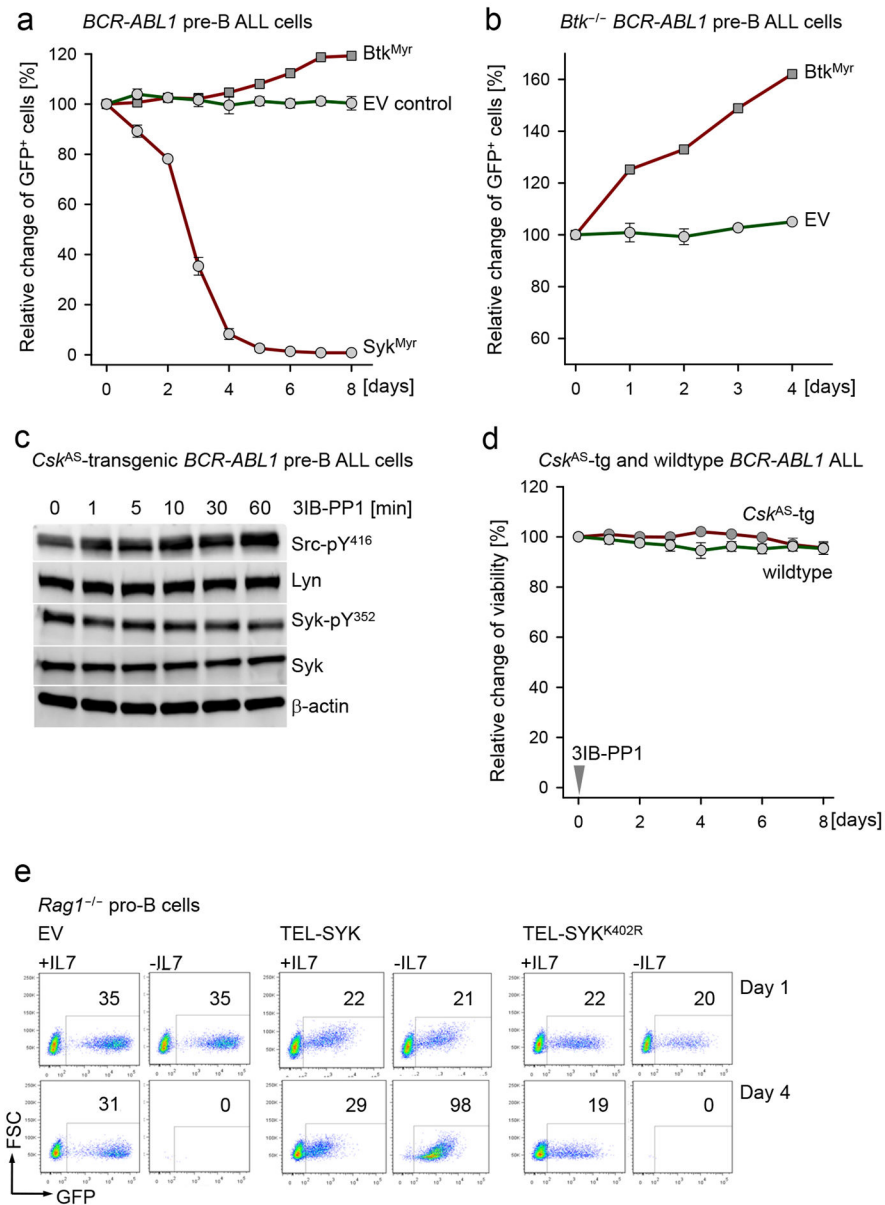 a
BCR-ABL1 pre-B ALL cells
Relative change of GFP⁺ cells [%]
120
100
80
60
40
20
0
Btkᴹʸʳ
EV control
Sykᴹʸʳ
0 2 4 6 8 [days]
b
Btk⁻/⁻ BCR-ABL1 pre-B ALL cells
Relative change of GFP⁺ cells [%]
160
140
120
100
80
60
Btkᴹʸʳ
EV
0 1 2 3 4 [days]
c
Cskᴬˢ-transgenic BCR-ABL1 pre-B ALL cells
0 1 5 10 30 60 3IB-PP1 [min]
Src-pY⁴¹⁶
Lyn
Syk-pY³⁵²
Syk
β-actin
d
Cskᴬˢ-tg and wildtype BCR-ABL1 ALL
Relative change of viability [%]
120
100
80
60
40
20
0
Cskᴬˢ-tg
wildtype
3IB-PP1
0 2 4 6 8 [days]
e
Rag1⁻/⁻ pro-B cells
EV TEL-SYK TEL-SYKᴷ⁴⁰²ᴿ
+IL7 -IL7 +IL7 -IL7 +IL7 -IL7
35 35 22 21 22 20 Day 1
31 0 29 98 19 0 Day 4
FSC
GFP